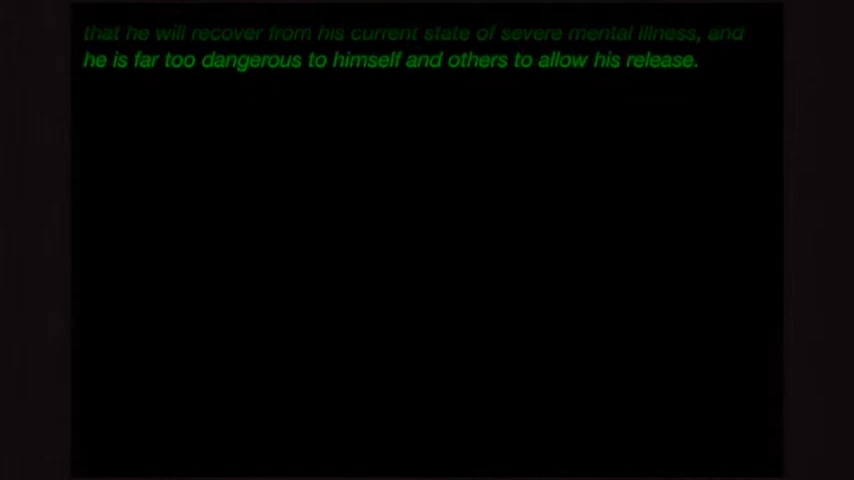 that he will recover from his current state of severe mental illness, and
he is far too dangerous to himself and others to allow his release.